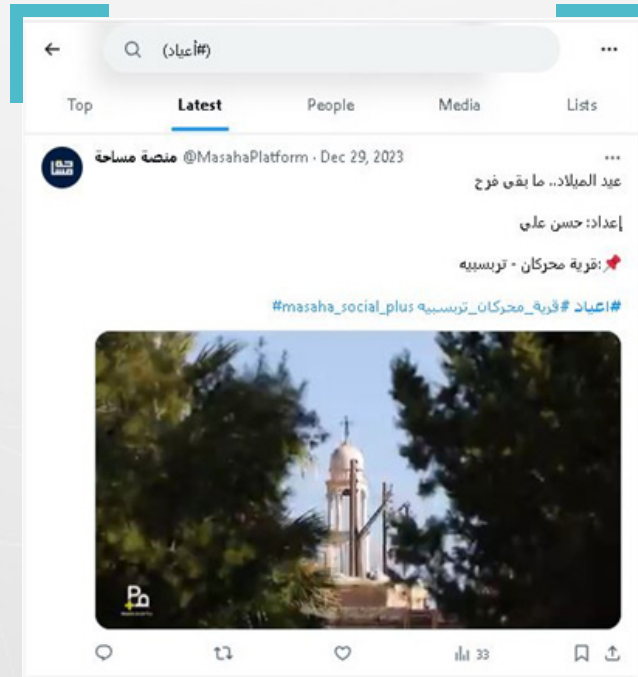 (#أعياد)
Top Latest People Media Lists
منصة مساحة @MasahaPlatform · Dec 29, 2023
عيد الميلاد.. ما بقى فرح
إعداد: حسن علي
📌:قرية محركان - تربسبيه
#اعياد #قرية_محركان_تربسبيه #masaha_social_plus
33